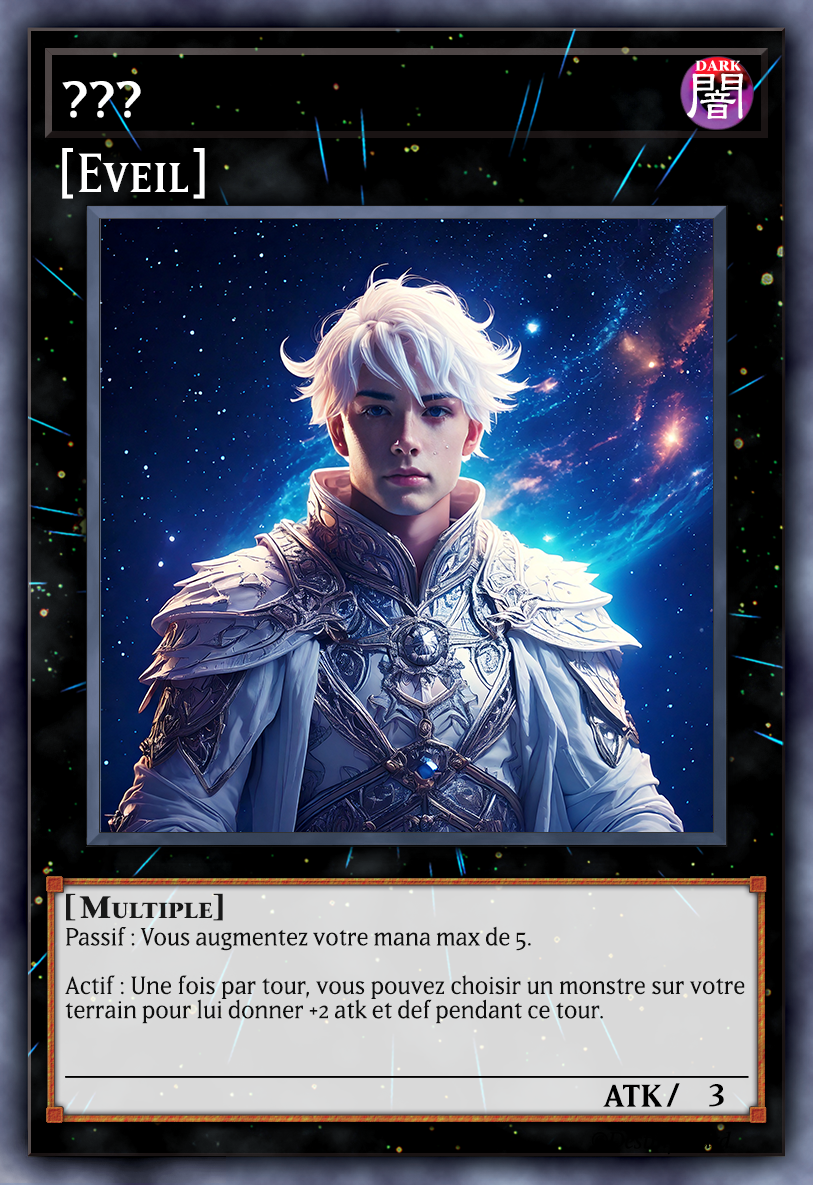 ???
DARK
闇
[Eveil]
[Multiple]
Passif : Vous augmentez votre mana max de 5.
Actif : Une fois par tour, vous pouvez choisir un monstre sur votre
terrain pour lui donner +2 atk et def pendant ce tour.
ATK/ 3